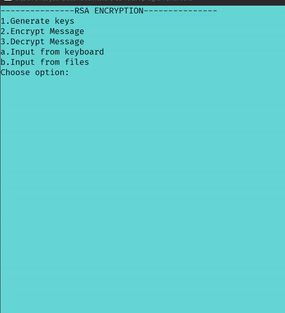 ---------------RSA ENCRYPTION---------------
1.Generate keys
2.Encrypt Message
3.Decrypt Message
a.Input from keyboard
b.Input from files
Choose option: